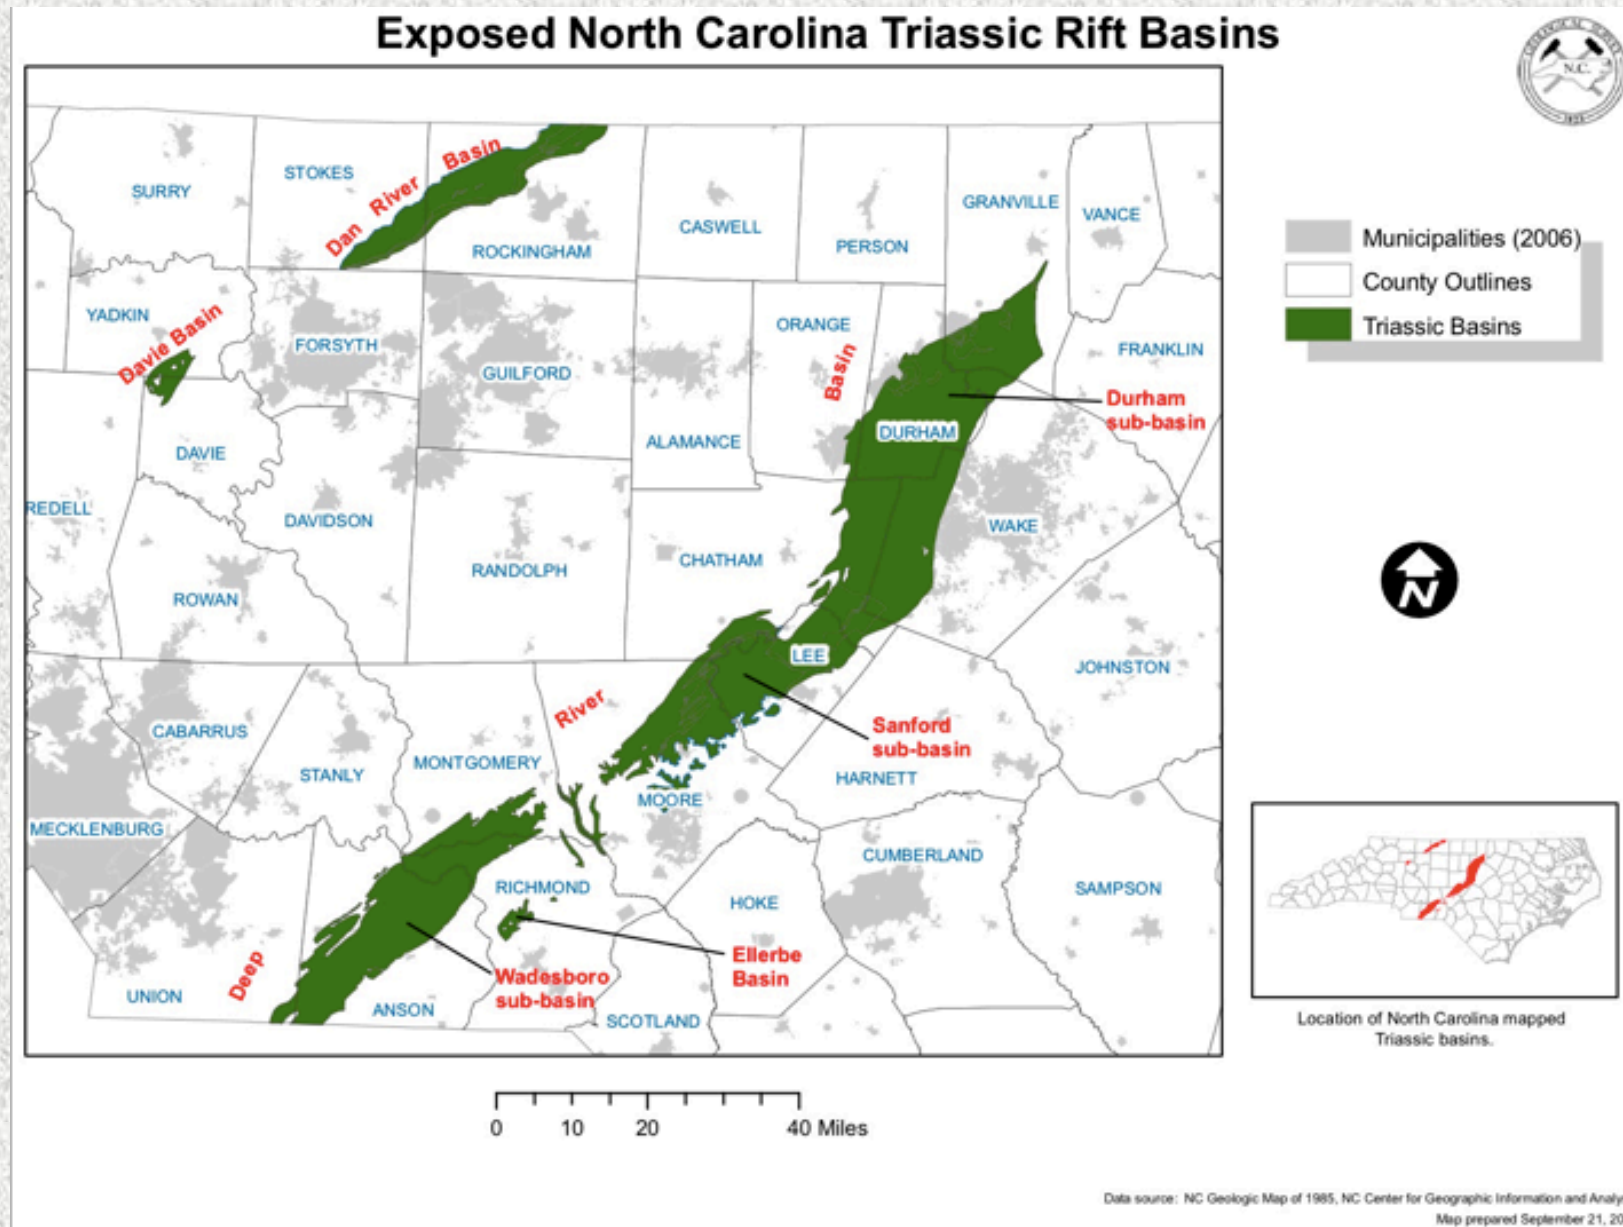 Exposed North Carolina Triassic Rift Basins
N.C.
SURRY
STOKES
Dan River Basin
ROCKINGHAM
CASWELL
PERSON
GRANVILLE
VANCE
YADKIN
Davie Basin
FORSYTH
GUILFORD
ORANGE
Basin
FRANKLIN
Durham
sub-basin
DURHAM
ALAMANCE
DAVIE
REDELL
DAVIDSON
WAKE
CHATHAM
RANDOLPH
ROWAN
LEE
JOHNSTON
River
Sanford
sub-basin
CABARRUS
MONTGOMERY
STANLY
HARNETT
MOORE
MECKLENBURG
CUMBERLAND
RICHMOND
HOKE
SAMPSON
Ellerbe
Basin
Deep
Wadesboro
sub-basin
UNION
ANSON
SCOTLAND
Municipalities (2006)
County Outlines
Triassic Basins
N
Location of North Carolina mapped
Triassic basins.
0 10 20 40 Miles
Data source: NC Geologic Map of 1985, NC Center for Geographic Information and Analy
Map prepared September 21, 20